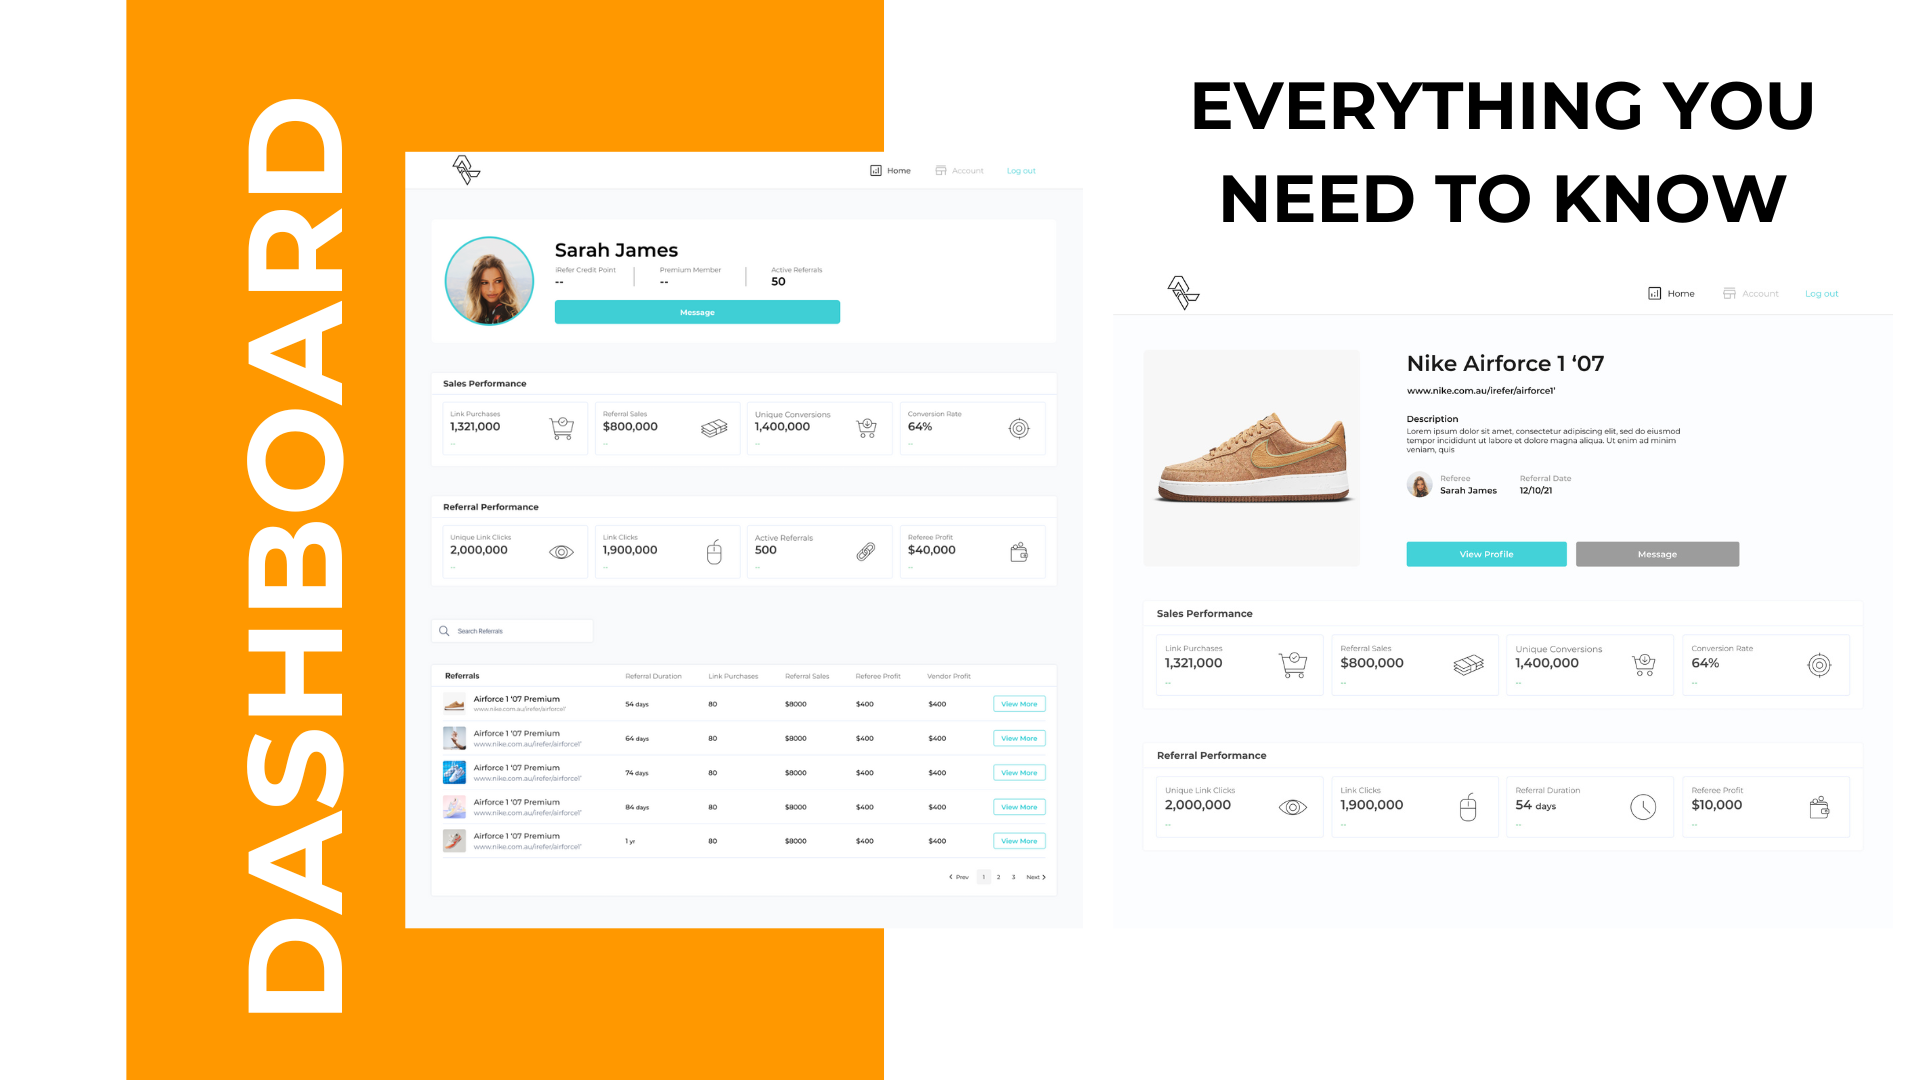 DASHBOARD
EVERYTHING YOU
NEED TO KNOW
Home
Account
Log out
Sarah James
iRefer Credit Point
--
Premium Member
--
Active Referrals
50
Message
Sales Performance
Link Purchases
1,321,000
--
Referral Sales
$800,000
--
Unique Conversions
1,400,000
--
Conversion Rate
64%
--
Referral Performance
Unique Link Clicks
2,000,000
--
Link Clicks
1,900,000
--
Active Referrals
500
--
Referee Profit
$40,000
--
Search Referrals
Referrals Referral Duration Link Purchases Referral Sales Referee Profit Vendor Profit
Airforce 1 ‘07 Premium
www.nike.com.au/irefer/airforce1’
54 days 80 $8000 $400 $400 View More
Airforce 1 ‘07 Premium
www.nike.com.au/irefer/airforce1’
64 days 80 $8000 $400 $400 View More
Airforce 1 ‘07 Premium
www.nike.com.au/irefer/airforce1’
74 days 80 $8000 $400 $400 View More
Airforce 1 ‘07 Premium
www.nike.com.au/irefer/airforce1’
84 days 80 $8000 $400 $400 View More
Airforce 1 ‘07 Premium
www.nike.com.au/irefer/airforce1’
1 yr 80 $8000 $400 $400 View More
Prev 1 2 3 Next
Home
Account
Log out
Nike Airforce 1 ‘07
www.nike.com.au/irefer/airforce1’
Description
Lorem ipsum dolor sit amet, consectetur adipiscing elit, sed do eiusmod
tempor incididunt ut labore et dolore magna aliqua. Ut enim ad minim
veniam, quis
Referee
Sarah James
Referral Date
12/10/21
View Profile
Message
Sales Performance
Link Purchases
1,321,000
--
Referral Sales
$800,000
--
Unique Conversions
1,400,000
--
Conversion Rate
64%
--
Referral Performance
Unique Link Clicks
2,000,000
--
Link Clicks
1,900,000
--
Referral Duration
54 days
--
Referee Profit
$10,000
--